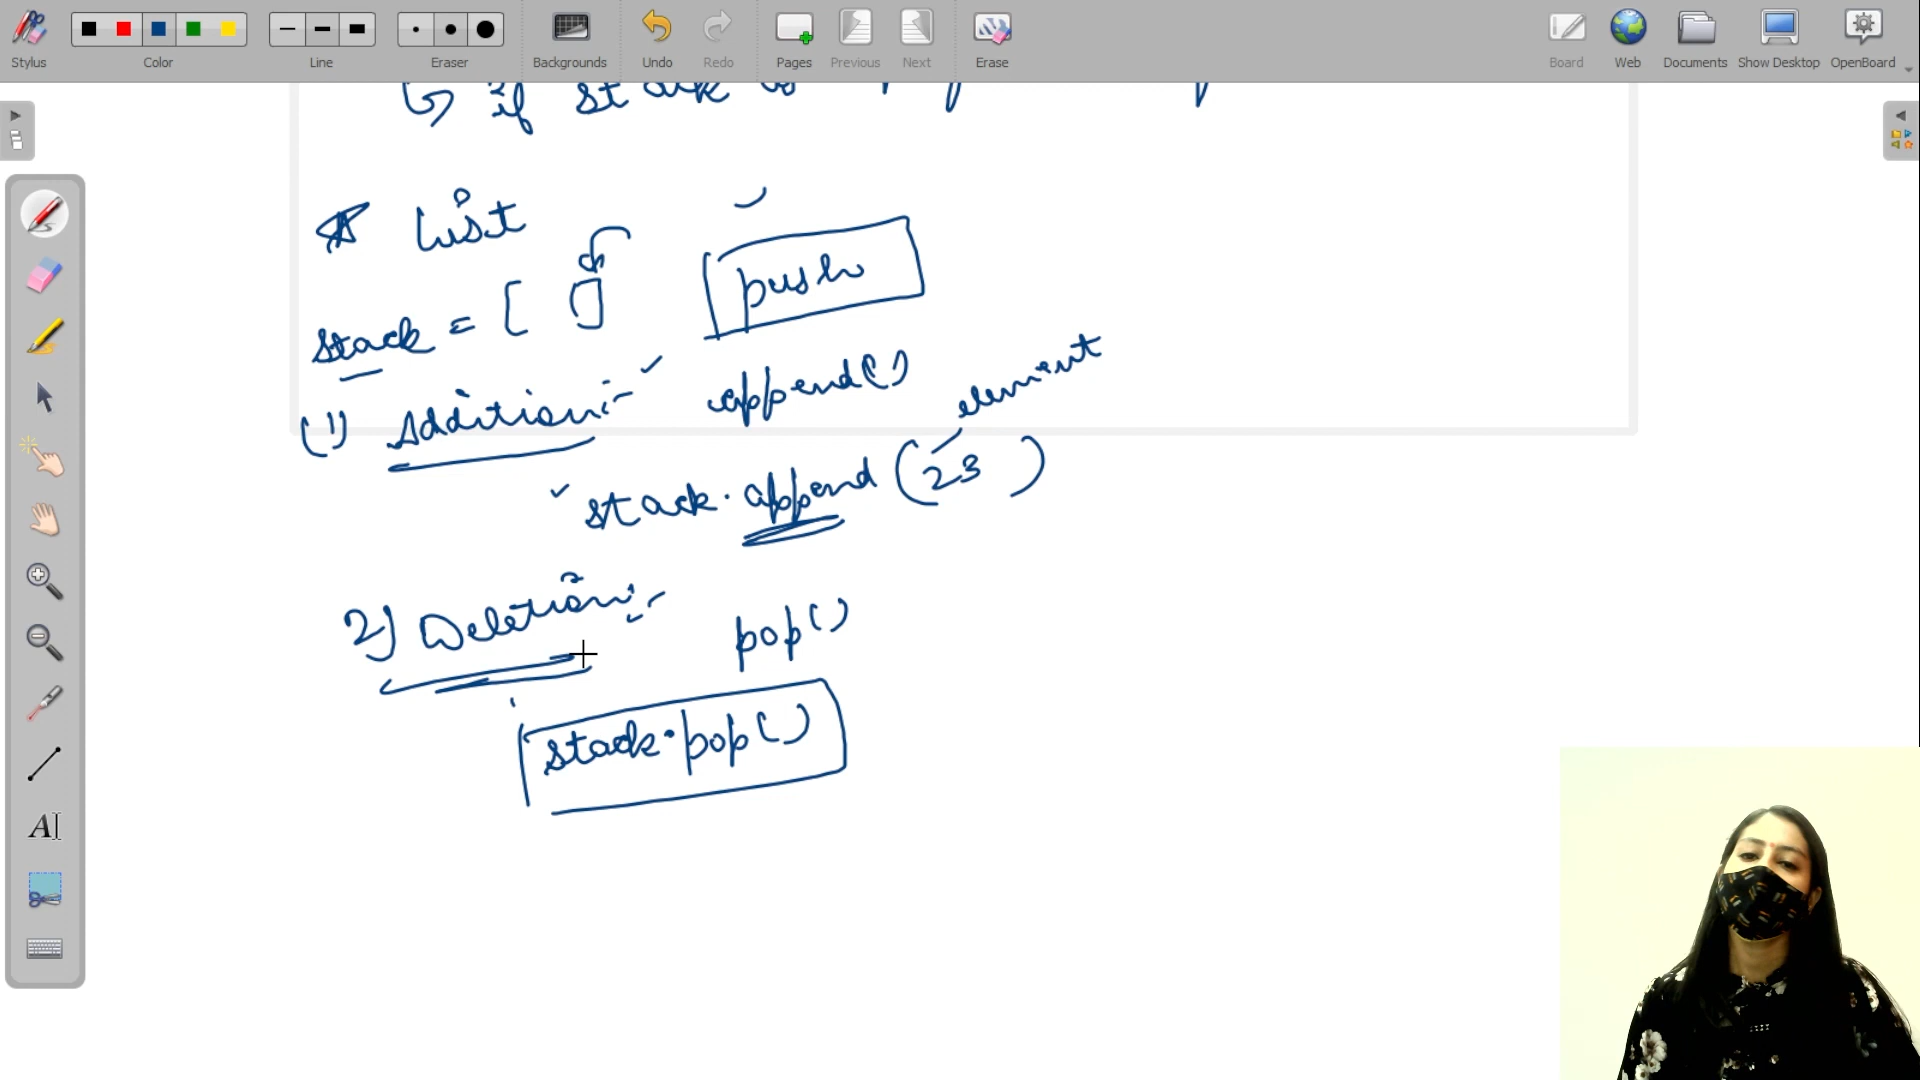 Stylus
Color
Line
Eraser
Backgrounds
Undo
Redo
Pages
Previous
Next
Erase
Board
Web
Documents
Show Desktop
OpenBoard
if stack is
List
push
stack = [ ]
(1) Addition:- append()
element
stack.append (23)
2) Deletion:- pop()
stack.pop()